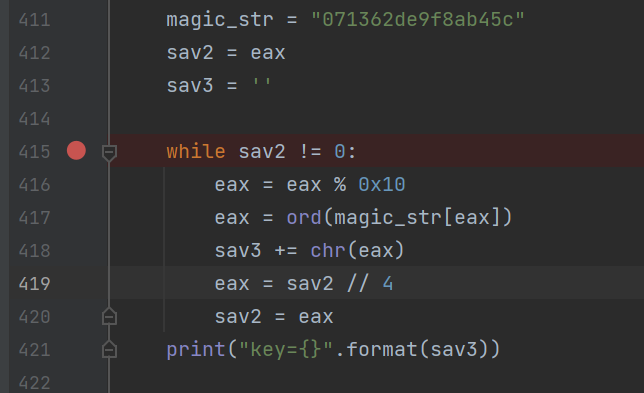 411 magic_str = "071362de9f8ab45c"
412 sav2 = eax
413 sav3 = ''
414
415 while sav2 != 0:
416 eax = eax % 0x10
417 eax = ord(magic_str[eax])
418 sav3 += chr(eax)
419 eax = sav2 // 4
420 sav2 = eax
421 print("key={}".format(sav3))
422